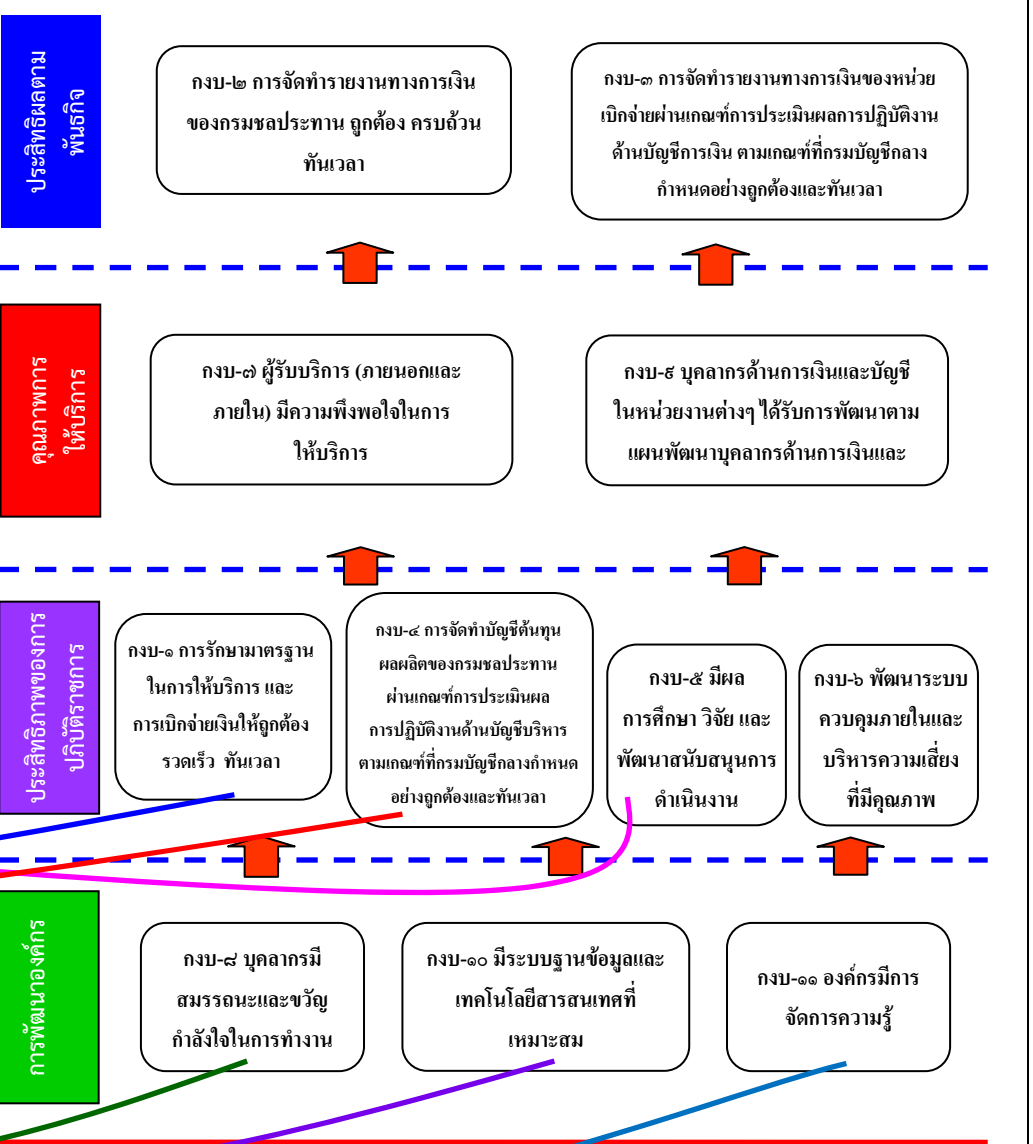 ประสิทธิผลตาม
พันธกิจ
กงบ-๒ การจัดทำรายงานทางการเงิน
ของกรมชลประทาน ถูกต้อง ครบถ้วน
ทันเวลา
กงบ-๓ การจัดทำรายงานทางการเงินของหน่วย
เบิกจ่ายผ่านเกณฑ์การประเมินผลการปฏิบัติงาน
ด้านบัญชีการเงิน ตามเกณฑ์ที่กรมบัญชีกลาง
กำหนดอย่างถูกต้องและทันเวลา
คุณภาพการ
ให้บริการ
กงบ-๗ ผู้รับบริการ (ภายนอกและ
ภายใน) มีความพึงพอใจในการ
ให้บริการ
กงบ-๙ บุคลากรด้านการเงินและบัญชี
ในหน่วยงานต่างๆ ได้รับการพัฒนาตาม
แผนพัฒนาบุคลากรด้านการเงินและ
ประสิทธิภาพของการ
ปฏิบัติราชการ
กงบ-๑ การรักษามาตรฐาน
ในการให้บริการ และ
การเบิกจ่ายเงินให้ถูกต้อง
รวดเร็ว ทันเวลา
กงบ-๔ การจัดทำบัญชีต้นทุน
ผลผลิตของกรมชลประทาน
ผ่านเกณฑ์การประเมินผล
การปฏิบัติงานด้านบัญชีบริหาร
ตามเกณฑ์ที่กรมบัญชีกลางกำหนด
อย่างถูกต้องและทันเวลา
กงบ-๕ มีผล
การศึกษา วิจัย และ
พัฒนาสนับสนุนการ
ดำเนินงาน
กงบ-๖ พัฒนาระบบ
ควบคุมภายในและ
บริหารความเสี่ยง
ที่มีคุณภาพ
การพัฒนาองค์กร
กงบ-๘ บุคลากรมี
สมรรถนะและขวัญ
กำลังใจในการทำงาน
กงบ-๑๐ มีระบบฐานข้อมูลและ
เทคโนโลยีสารสนเทศที่
เหมาะสม
กงบ-๑๑ องค์กรมีการ
จัดการความรู้